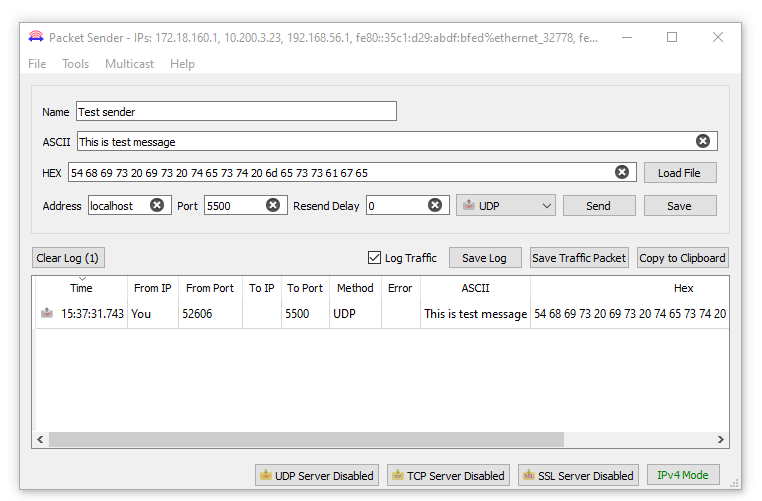 Packet Sender - IPs: 172.18.160.1, 10.200.3.23, 192.168.56.1, fe80::35c1:d29:abdf:bfed%ethernet_32778, fe...
File Tools Multicast Help
Name Test sender
ASCII This is test message
HEX 54 68 69 73 20 69 73 20 74 65 73 74 20 6d 65 73 73 61 67 65 Load File
Address localhost Port 5500 Resend Delay 0 UDP Send Save
Clear Log (1) Log Traffic Save Log Save Traffic Packet Copy to Clipboard
Time From IP From Port To IP To Port Method Error ASCII Hex
15:37:31.743 You 52606 5500 UDP This is test message 54 68 69 73 20 69 73 20 74 65 73 74 20
UDP Server Disabled TCP Server Disabled SSL Server Disabled IPv4 Mode